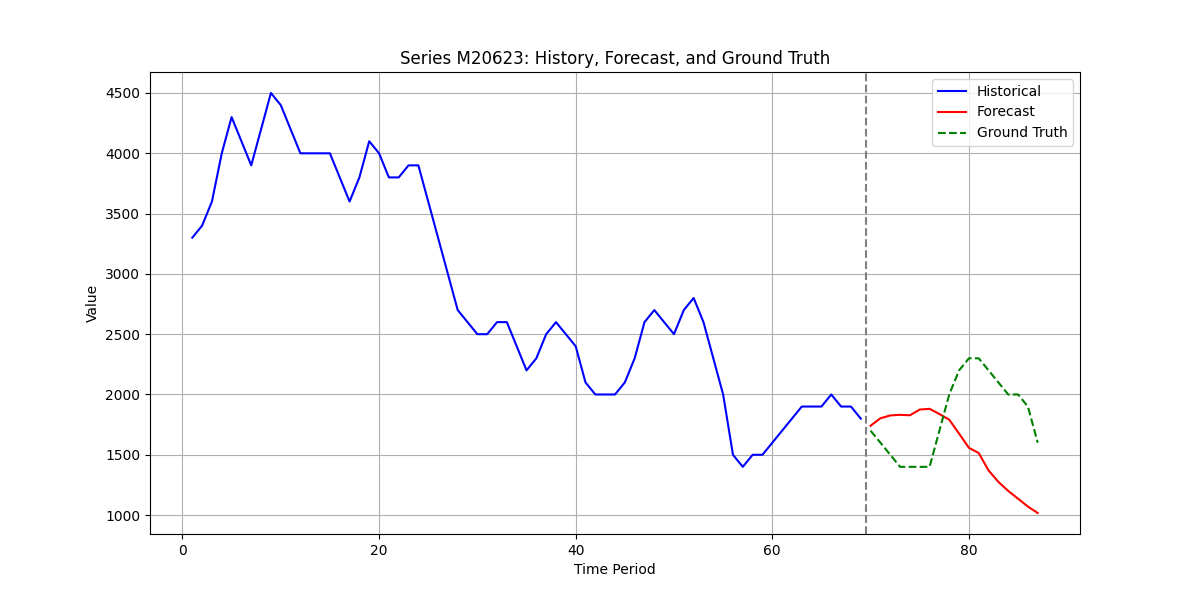 Series M20623: History, Forecast, and Ground Truth
Historical
Forecast
Ground Truth
4500
4000
3500
3000
2500
2000
1500
1000
Value
0 20 40 60 80
Time Period